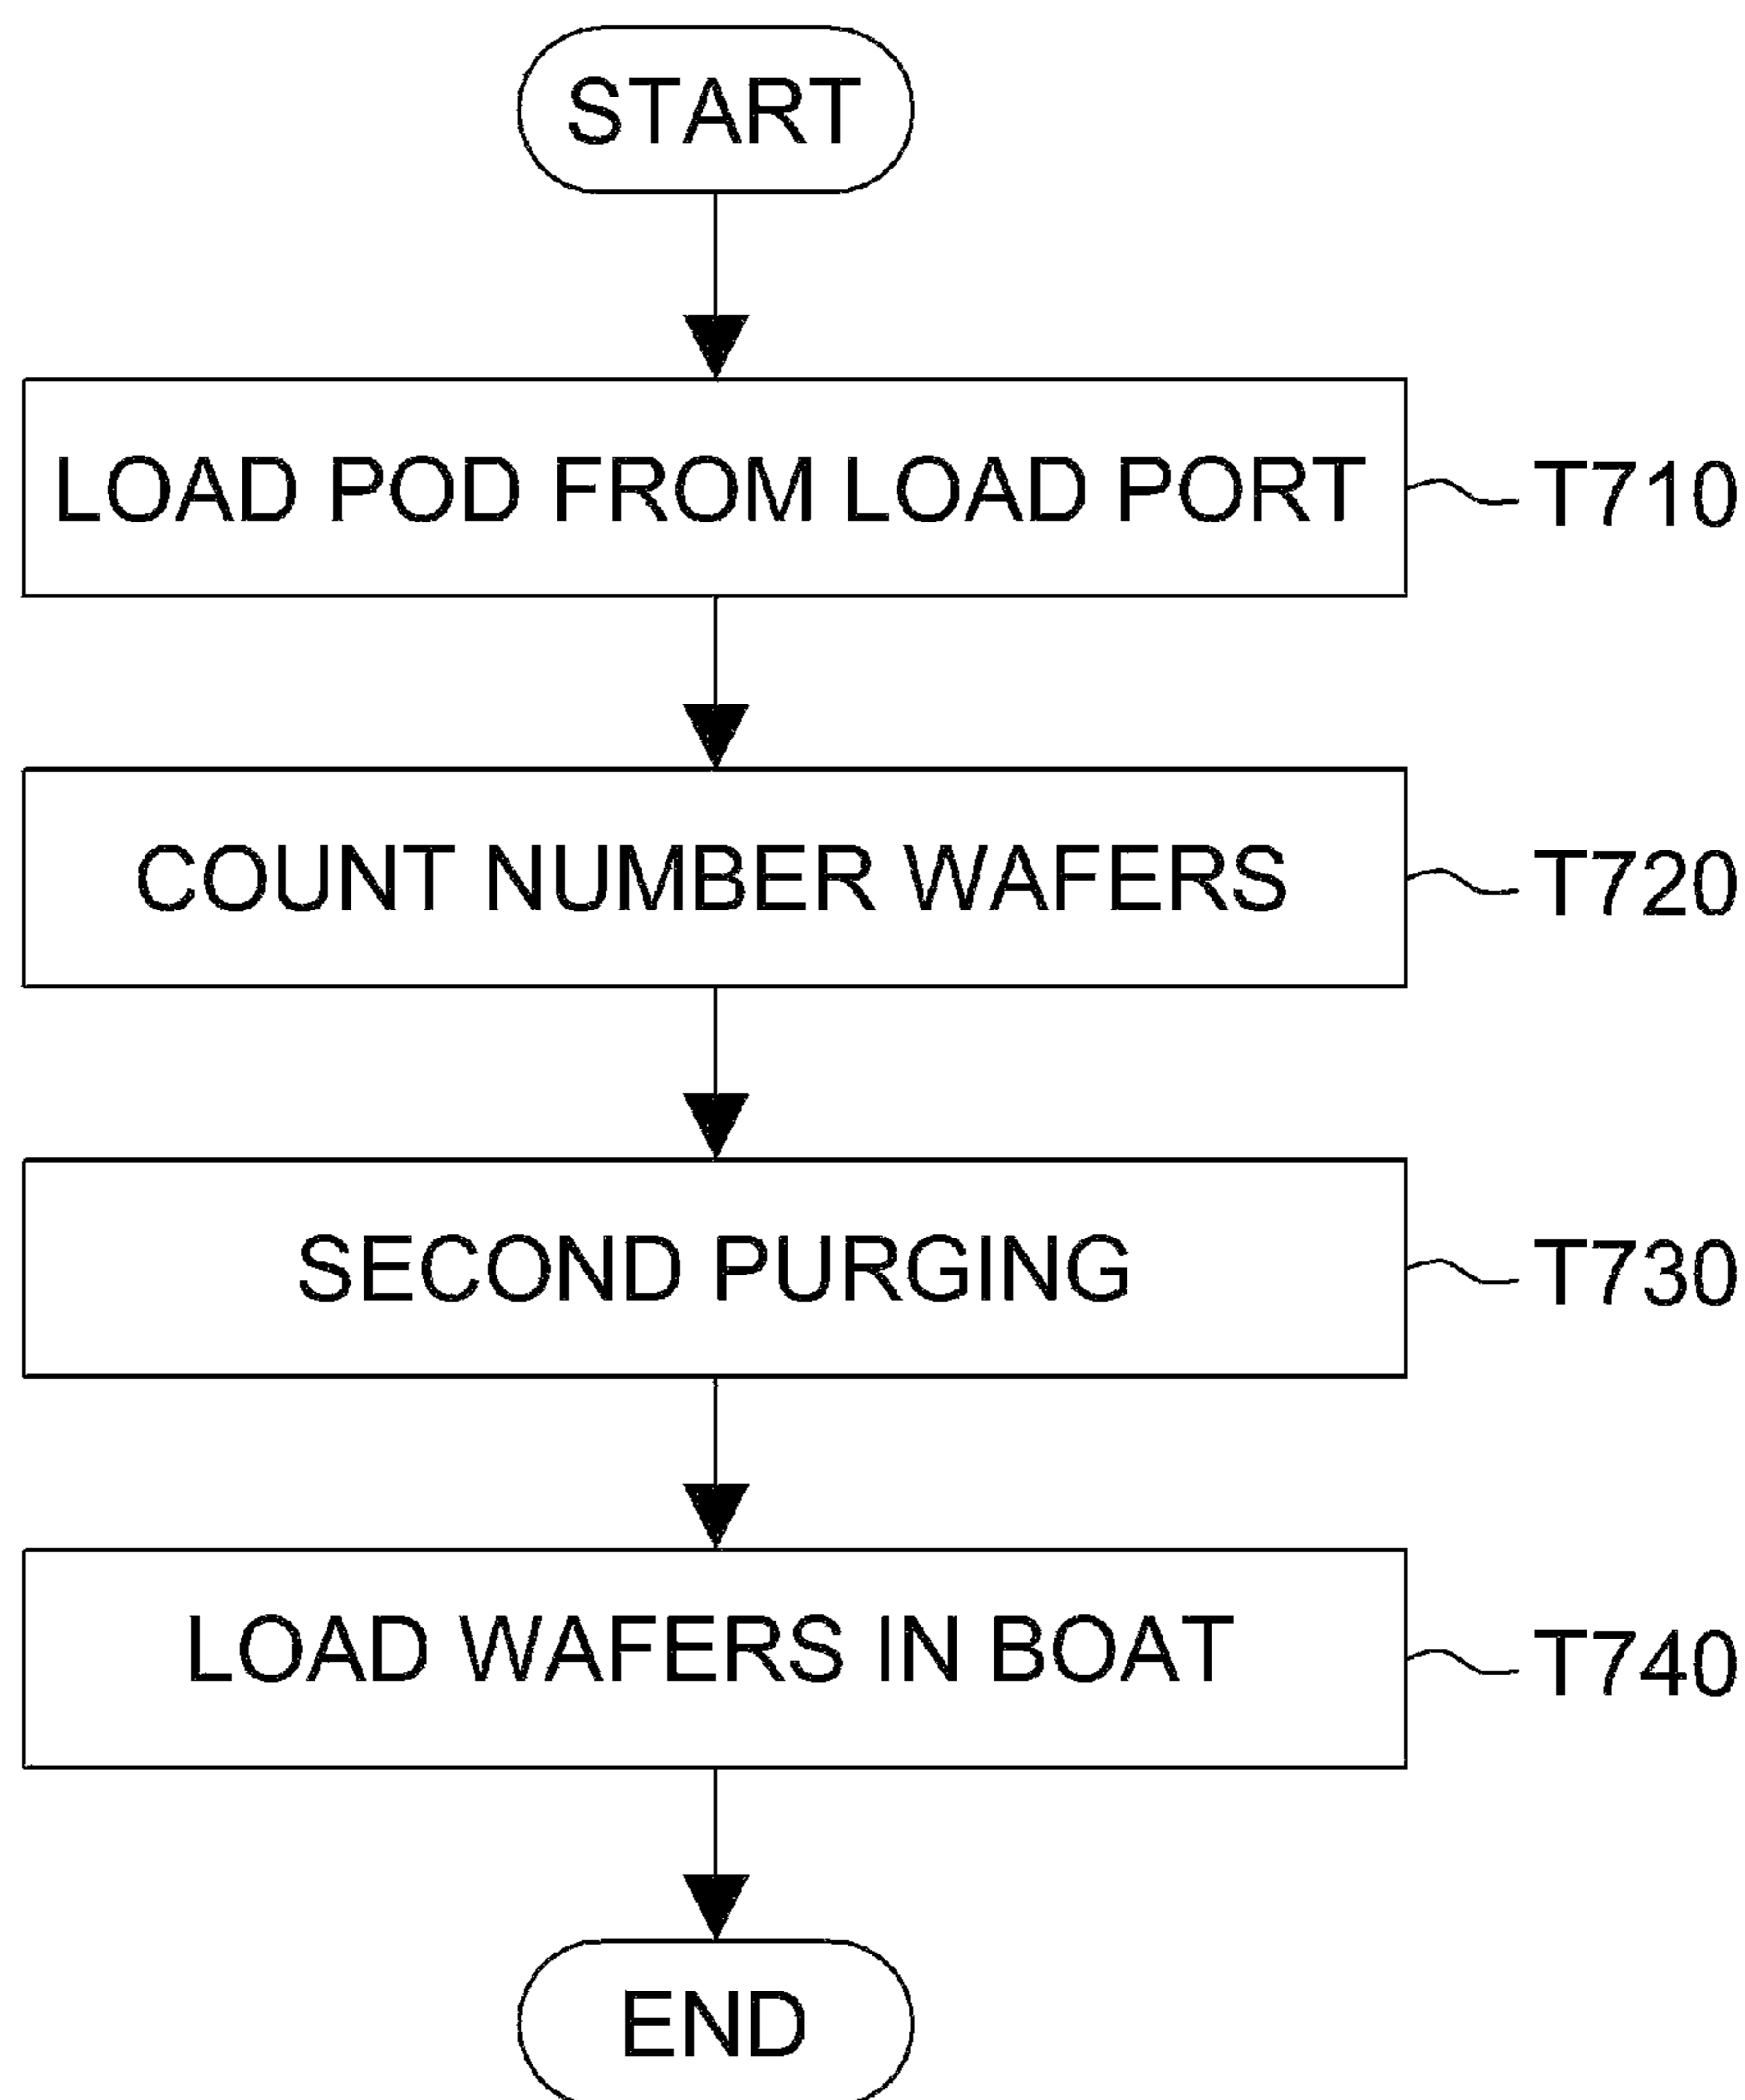 START
LOAD POD FROM LOAD PORT
T710
COUNT NUMBER WAFERS
T720
SECOND PURGING
T730
LOAD WAFERS IN BOAT
T740
END